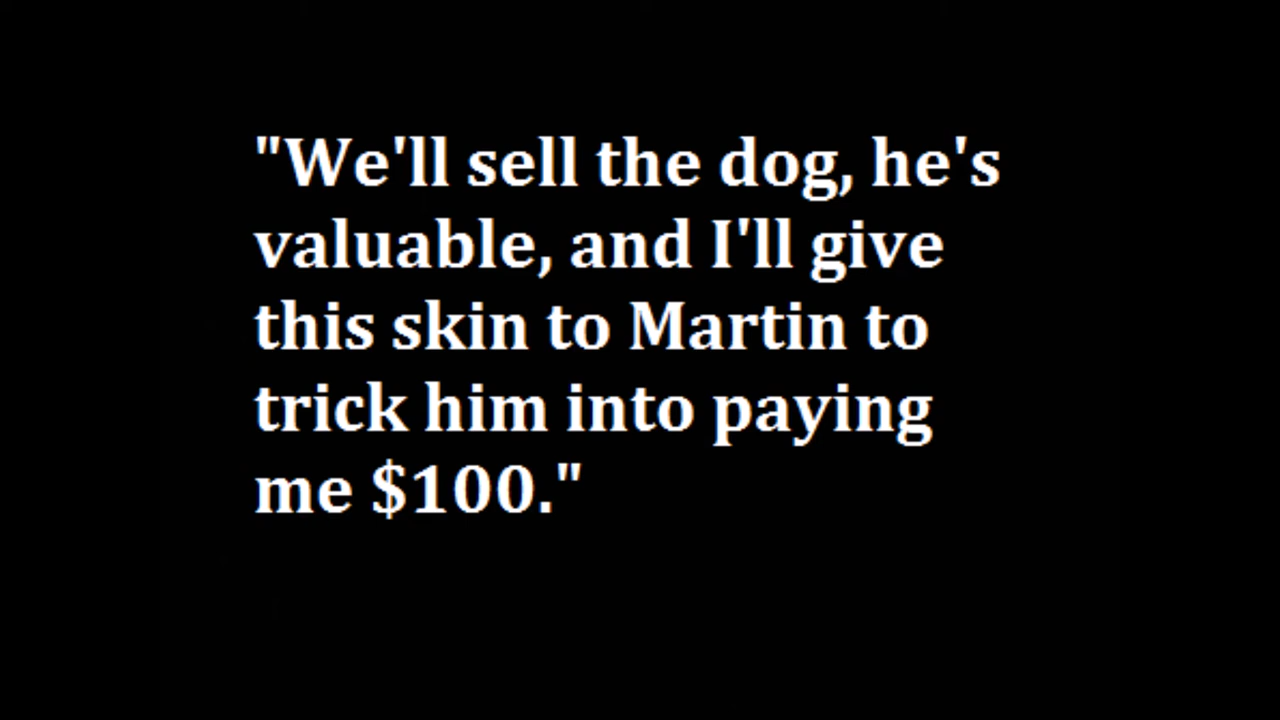 "We'll sell the dog, he's
valuable, and I'll give
this skin to Martin to
trick him into paying
me $100."